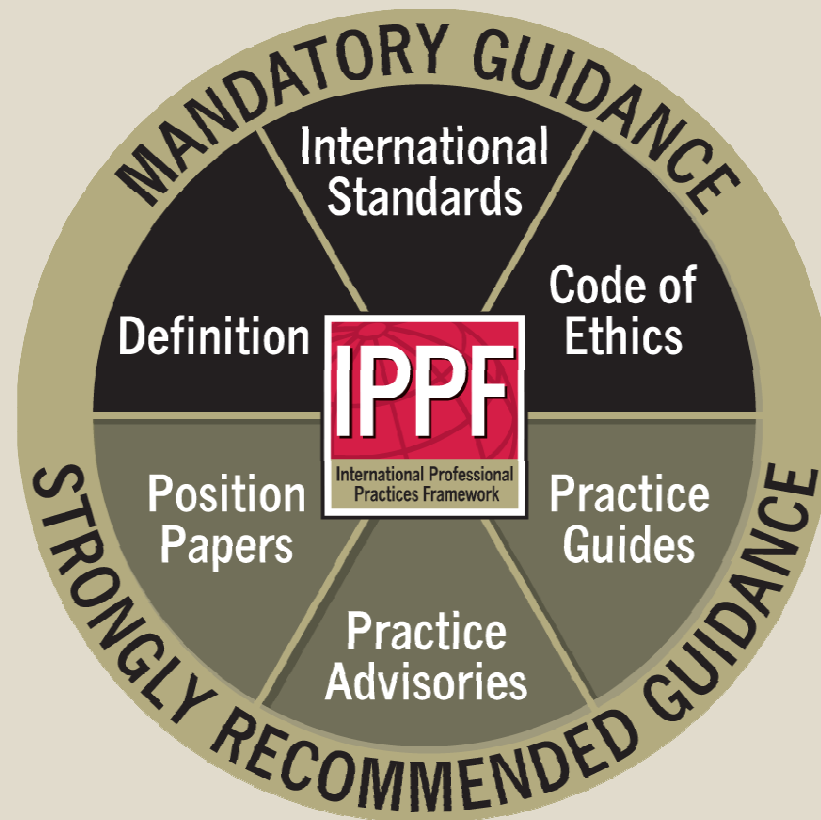 MANDATORY GUIDANCE
International
Standards
Code of
Ethics
Definition
IPPF
International Professional
Practices Framework
Position
Papers
Practice
Guides
Practice
Advisories
STRONGLY RECOMMENDED GUIDANCE